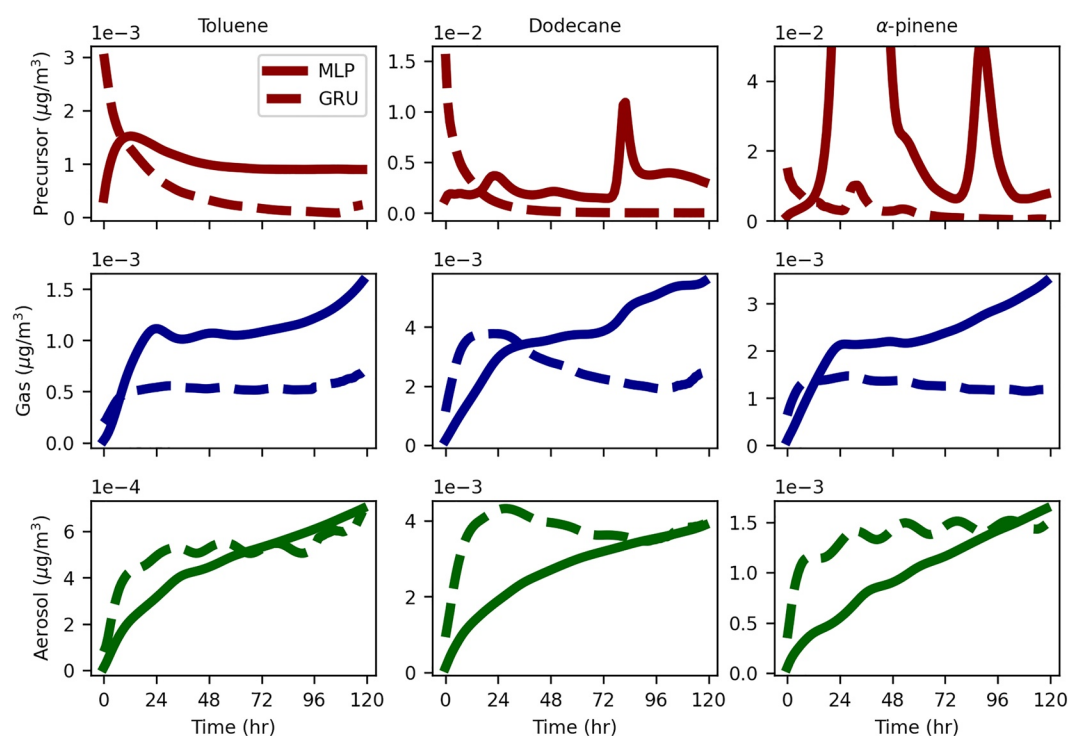 Toluene
Dodecane
α-pinene
1e−3
1e−2
1e−2
Precursor (μg/m³)
3
2
1
0
MLP
GRU
1.5
1.0
0.5
0.0
4
2
0
1e−3
1e−3
1e−3
Gas (μg/m³)
1.5
1.0
0.5
0.0
4
2
0
3
2
1
0
1e−4
1e−3
1e−3
Aerosol (μg/m³)
6
4
2
0
4
2
0
1.5
1.0
0.5
0.0
0 24 48 72 96 120
0 24 48 72 96 120
0 24 48 72 96 120
Time (hr)
Time (hr)
Time (hr)